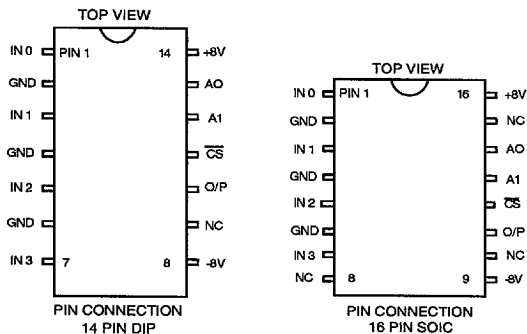 TOP VIEW
IN 0 PIN 1 14 +8V
GND AO
IN 1 A1
GND CS
IN 2 O/P
GND NC
IN 3 7 8 -8V
PIN CONNECTION
14 PIN DIP
TOP VIEW
IN 0 PIN 1 16 +8V
GND NC
IN 1 AO
GND A1
IN 2 CS
GND O/P
IN 3 NC
NC 8 9 -8V
PIN CONNECTION
16 PIN SOIC